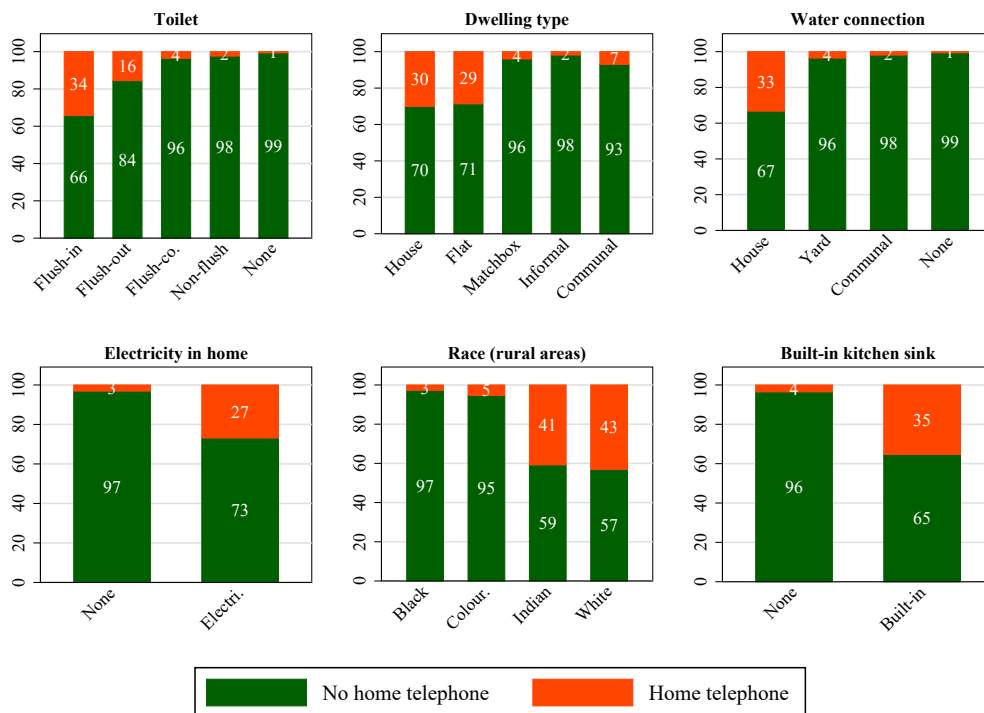 Toilet
0 20 40 60 80 100
34 16 4 2 1
66 84 96 98 99
Flush-in Flush-out Flush-co. Non-flush None
Dwelling type
0 20 40 60 80 100
30 29 4 2 7
70 71 96 98 93
House Flat Matchbox Informal Communal
Water connection
0 20 40 60 80 100
33 4 2 1
67 96 98 99
House Yard Communal None
Electricity in home
0 20 40 60 80 100
3 27
97 73
None Electri.
Race (rural areas)
0 20 40 60 80 100
3 5 41 43
97 95 59 57
Black Colour. Indian White
Built-in kitchen sink
0 20 40 60 80 100
4 35
96 65
None Built-in
No home telephone Home telephone